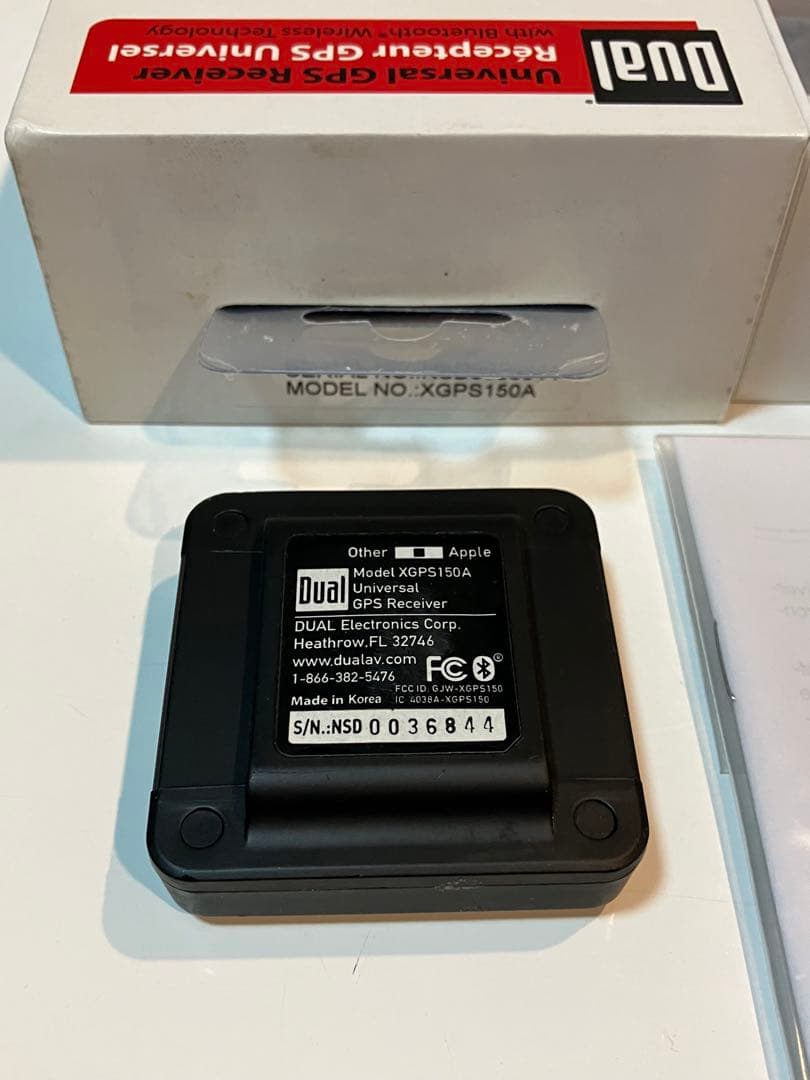 Dual
Universal GPS Receiver
Récepteur GPS Universel
with Bluetooth® Wireless Technology
SERIAL NO.:
MODEL NO.:XGPS150A
Other Apple
Dual
Model XGPS150A
Universal
GPS Receiver
DUAL Electronics Corp.
Heathrow,FL 32746
www.dualav.com
1-866-382-5476
FC ®
FCC ID: GJW-XGPS150
IC 4038A-XGPS150
Made in Korea
S/N.:NSD 0036844